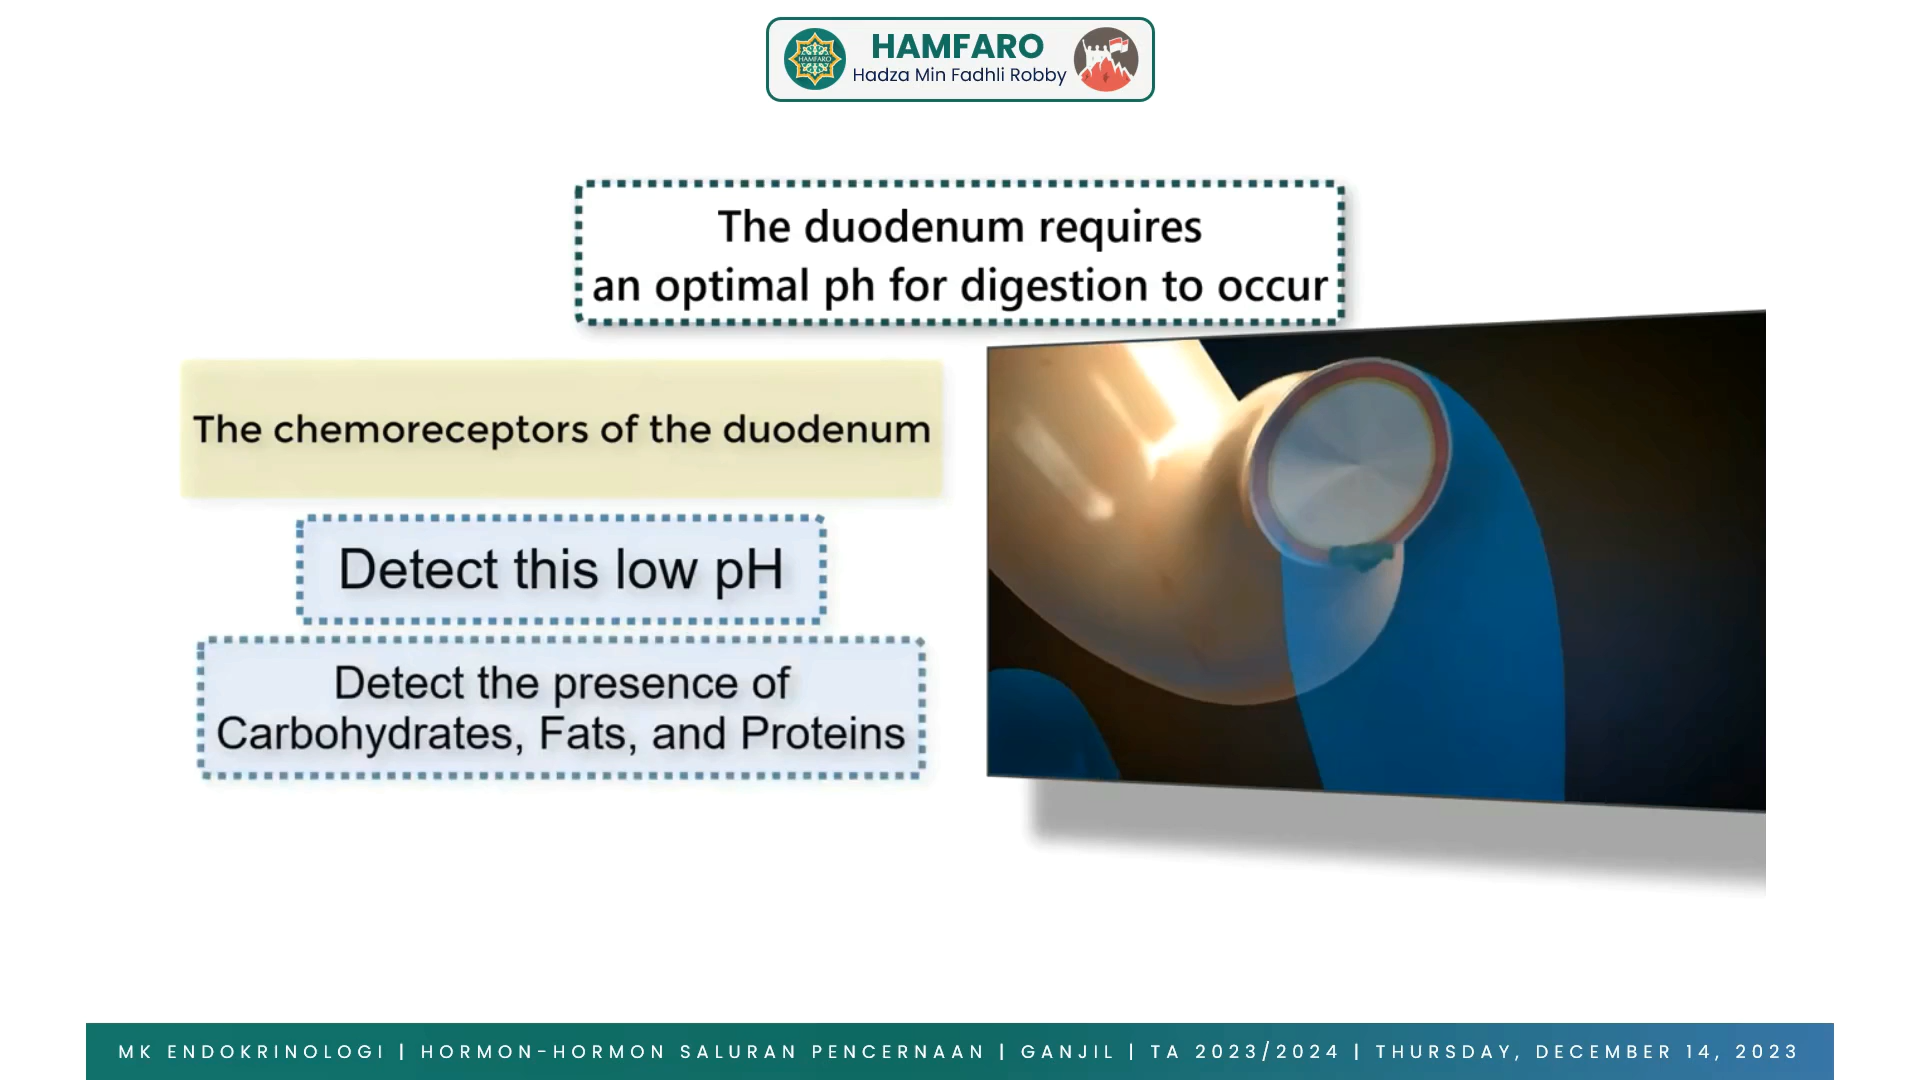 HAMFARO
HAMFARO
Hadza Min Fadhli Robby
The duodenum requires
an optimal ph for digestion to occur
The chemoreceptors of the duodenum
Detect this low pH
Detect the presence of
Carbohydrates, Fats, and Proteins
MK ENDOKRINOLOGI | HORMON-HORMON SALURAN PENCERNAAN | GANJIL | TA 2023/2024 | THURSDAY, DECEMBER 14, 2023